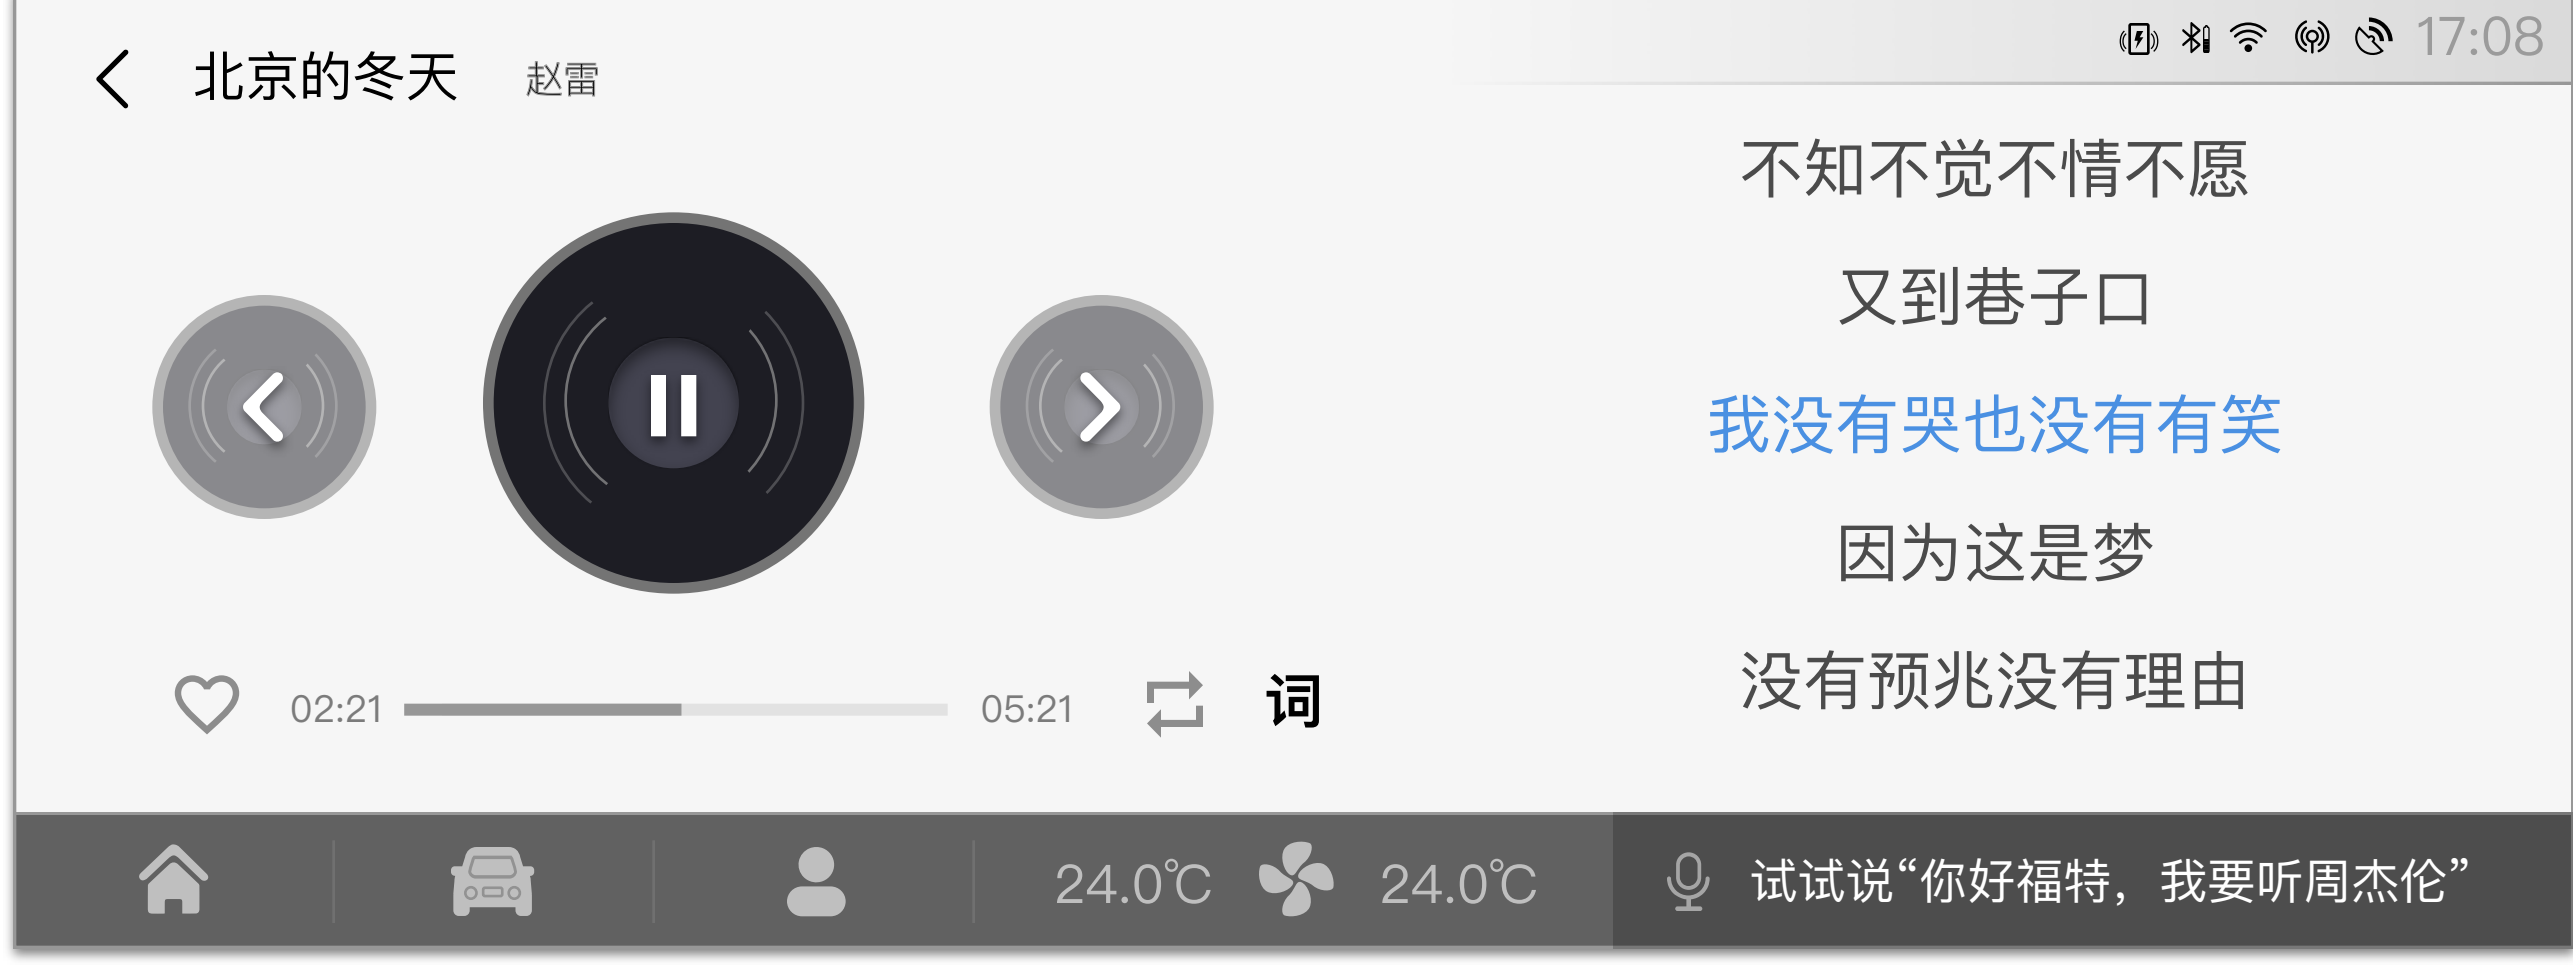 17:08
北京的冬天 赵雷
不知不觉不情不愿
又到巷子口
我没有哭也没有有笑
因为这是梦
没有预兆没有理由
02:21 05:21 词
24.0℃ 24.0℃ 试试说“你好福特，我要听周杰伦”